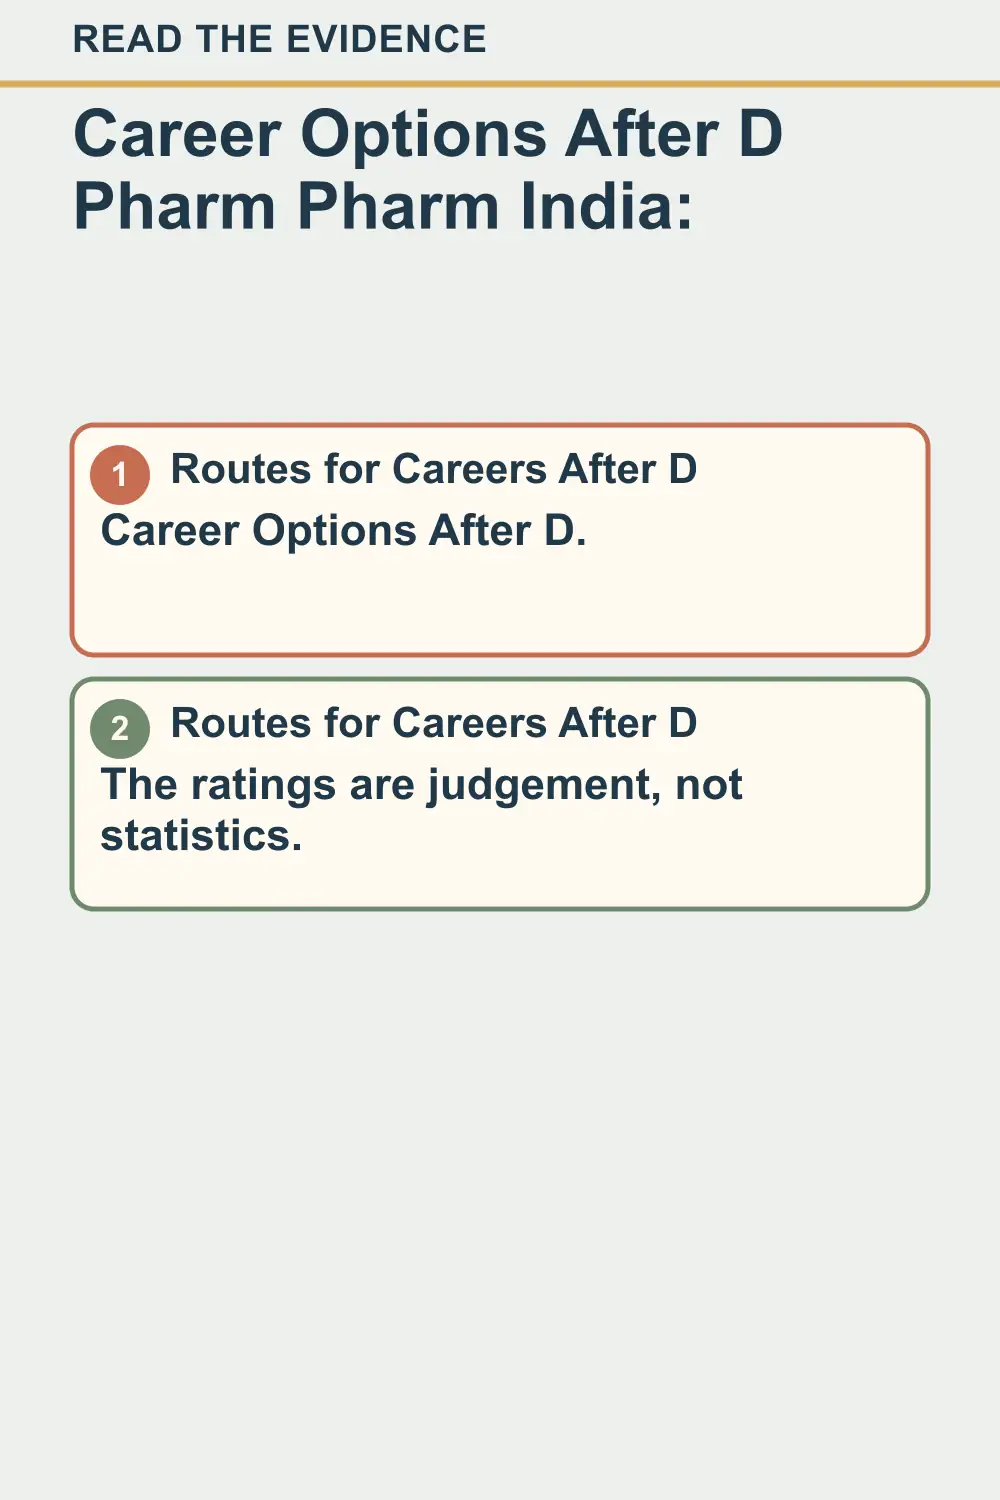 READ THE EVIDENCE
Career Options After D
Pharm Pharm India:
1 Routes for Careers After D
Career Options After D.
2 Routes for Careers After D
The ratings are judgement, not
statistics.